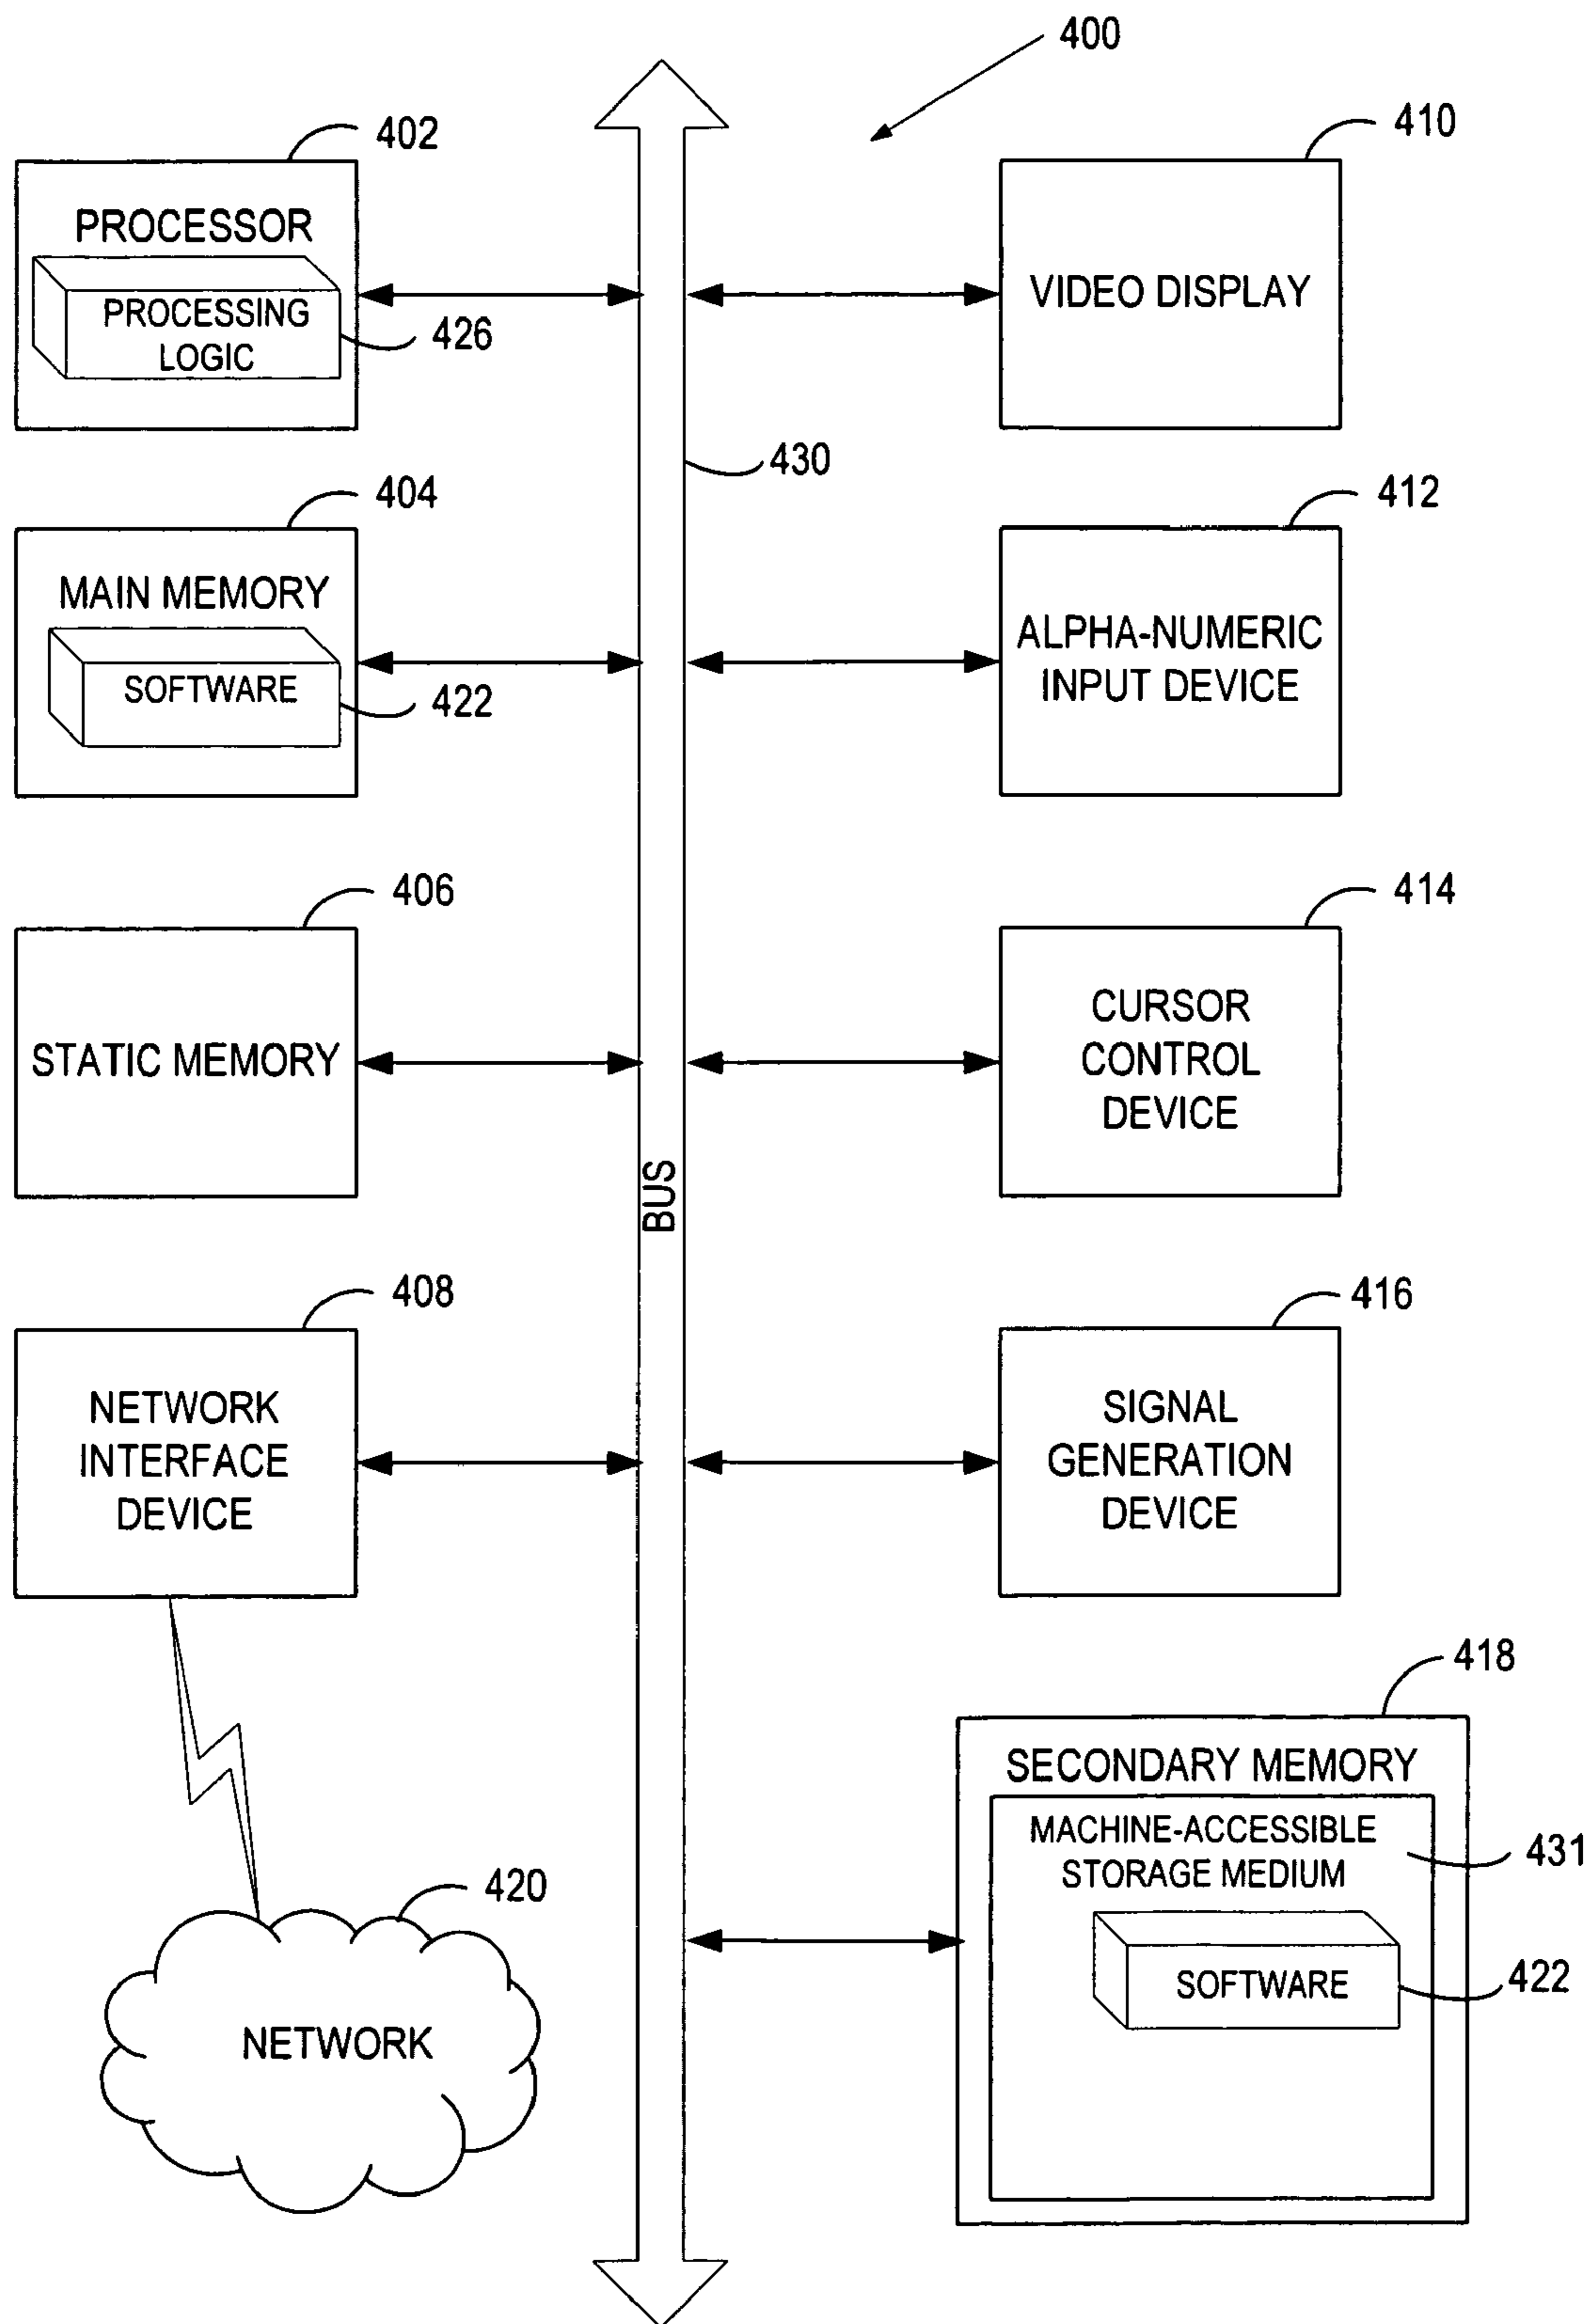 400
402
PROCESSOR
PROCESSING
LOGIC
426
410
VIDEO DISPLAY
430
404
MAIN MEMORY
SOFTWARE
422
412
ALPHA-NUMERIC
INPUT DEVICE
406
STATIC MEMORY
414
CURSOR
CONTROL
DEVICE
BUS
408
NETWORK
INTERFACE
DEVICE
416
SIGNAL
GENERATION
DEVICE
418
SECONDARY MEMORY
MACHINE-ACCESSIBLE
STORAGE MEDIUM
431
SOFTWARE
422
420
NETWORK